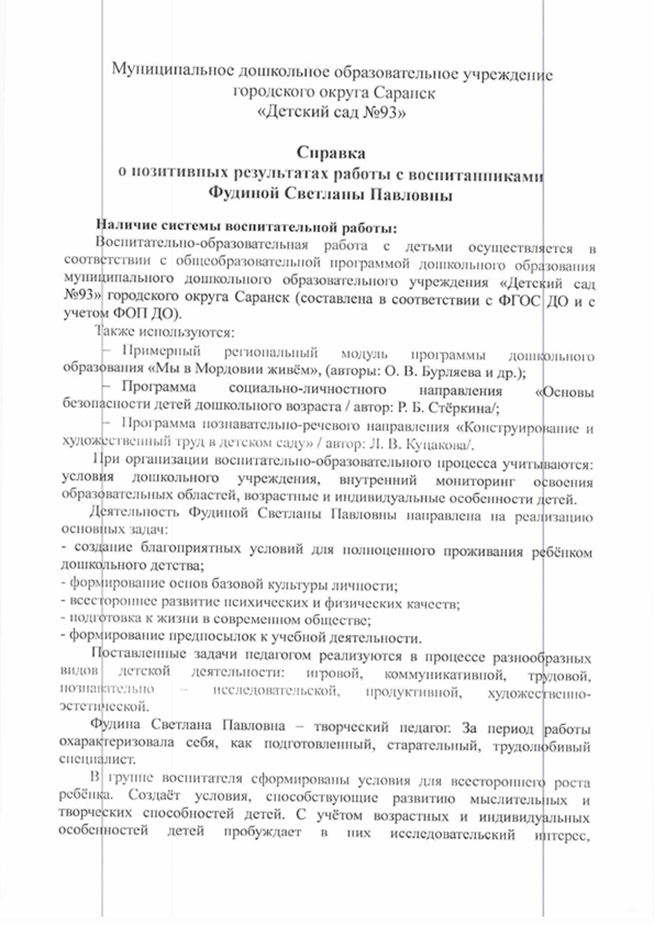 Муниципальное дошкольное образовательное учреждение
городского округа Саранск
«Детский сад №93»
Справка
о позитивных результатах работы с воспитанниками
Фудиной Светланы Павловны
Наличие системы воспитательной работы:
Воспитательно-образовательная работа с детьми осуществляется в
соответствии с общеобразовательной программой дошкольного образования
муниципального дошкольного образовательного учреждения «Детский сад
№93» городского округа Саранск (составлена в соответствии с ФГОС ДО и с
учетом ФОП ДО).
Также используются:
– Примерный региональный модуль программы дошкольного
образования «Мы в Мордовии живём», (авторы: О. В. Бурляева и др.);
– Программа социально-личностного направления «Основы
безопасности детей дошкольного возраста / автор: Р. Б. Стёркина/;
– Программа познавательно-речевого направления «Конструирование и
художественный труд в детском саду» / автор: Л. В. Куцакова/.
При организации воспитательно-образовательного процесса учитываются:
условия дошкольного учреждения, внутренний мониторинг освоения
образовательных областей, возрастные и индивидуальные особенности детей.
Деятельность Фудиной Светланы Павловны направлена на реализацию
основных задач:
- создание благоприятных условий для полноценного проживания ребёнком
дошкольного детства;
- формирование основ базовой культуры личности;
- всестороннее развитие психических и физических качеств;
- подготовка к жизни в современном обществе;
- формирование предпосылок к учебной деятельности.
Поставленные задачи педагогом реализуются в процессе разнообразных
видов детской деятельности: игровой, коммуникативной, трудовой,
познавательно – исследовательской, продуктивной, художественно-
эстетической.
Фудина Светлана Павловна – творческий педагог. За период работы
охарактеризовала себя, как подготовленный, старательный, трудолюбивый
специалист.
В группе воспитателя сформированы условия для всестороннего роста
ребёнка. Создаёт условия, способствующие развитию мыслительных и
творческих способностей детей. С учётом возрастных и индивидуальных
особенностей детей пробуждает в них исследовательский интерес,